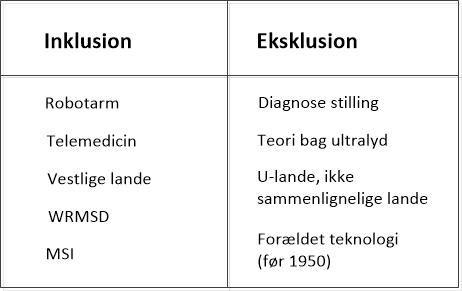 Inklusion
Eksklusion
Robotarm
Diagnose stilling
Telemedicin
Teori bag ultralyd
Vestlige lande
U-lande, ikke
sammenlignelige lande
WRMSD
MSI
Forældet teknologi
(før 1950)